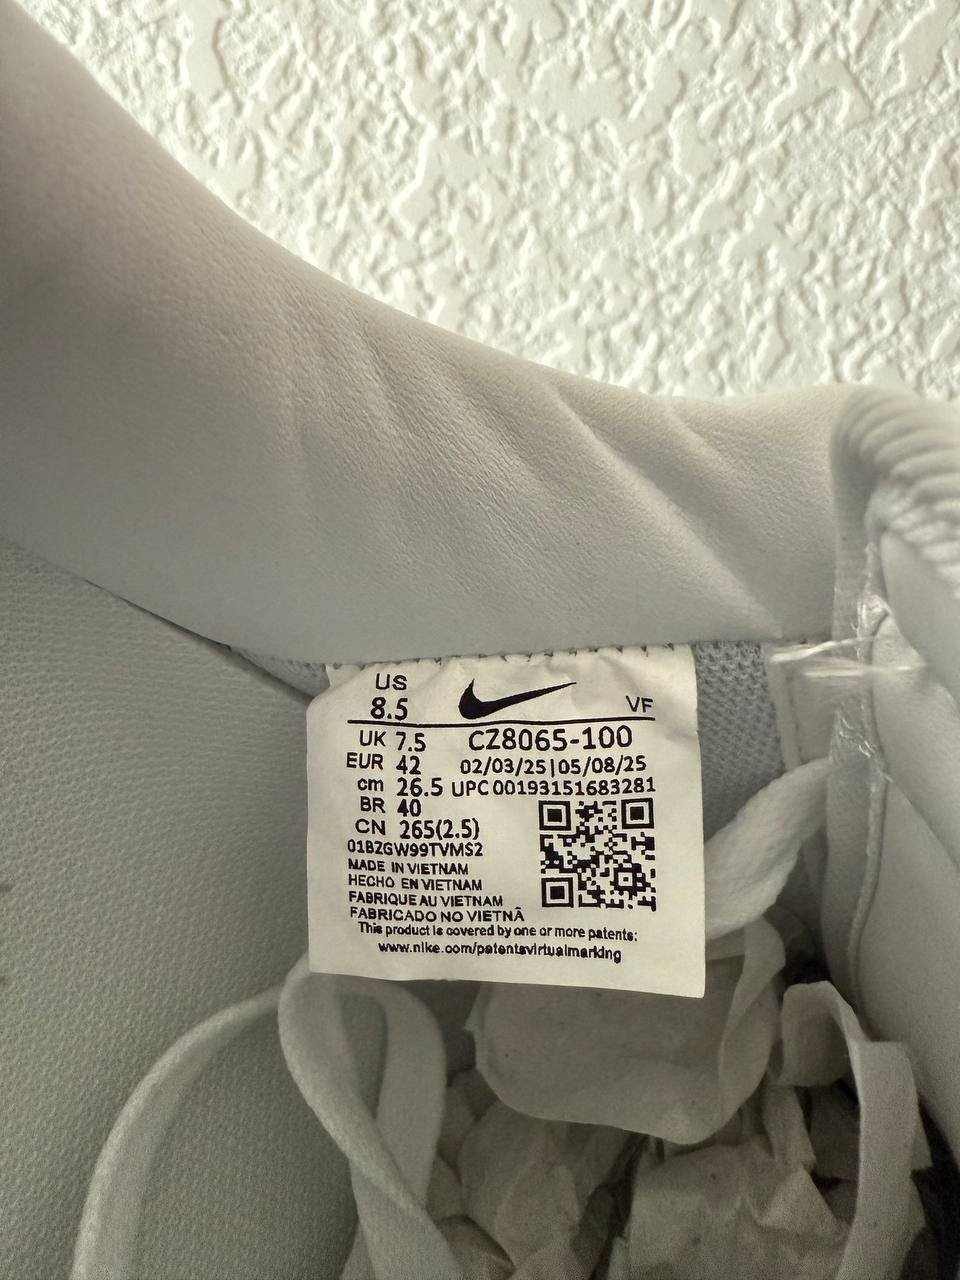 US
8.5
VF
UK 7.5 CZ8065-100
EUR 42 02/03/25|05/08/25
cm 26.5 UPC 00193151683281
BR 40
CN 265(2.5)
01BZGW99TVMS2
MADE IN VIETNAM
HECHO EN VIETNAM
FABRIQUE AU VIETNAM
FABRICADO NO VIETNÃ
This product is covered by one or more patents:
www.nike.com/patentsvirtualmarking